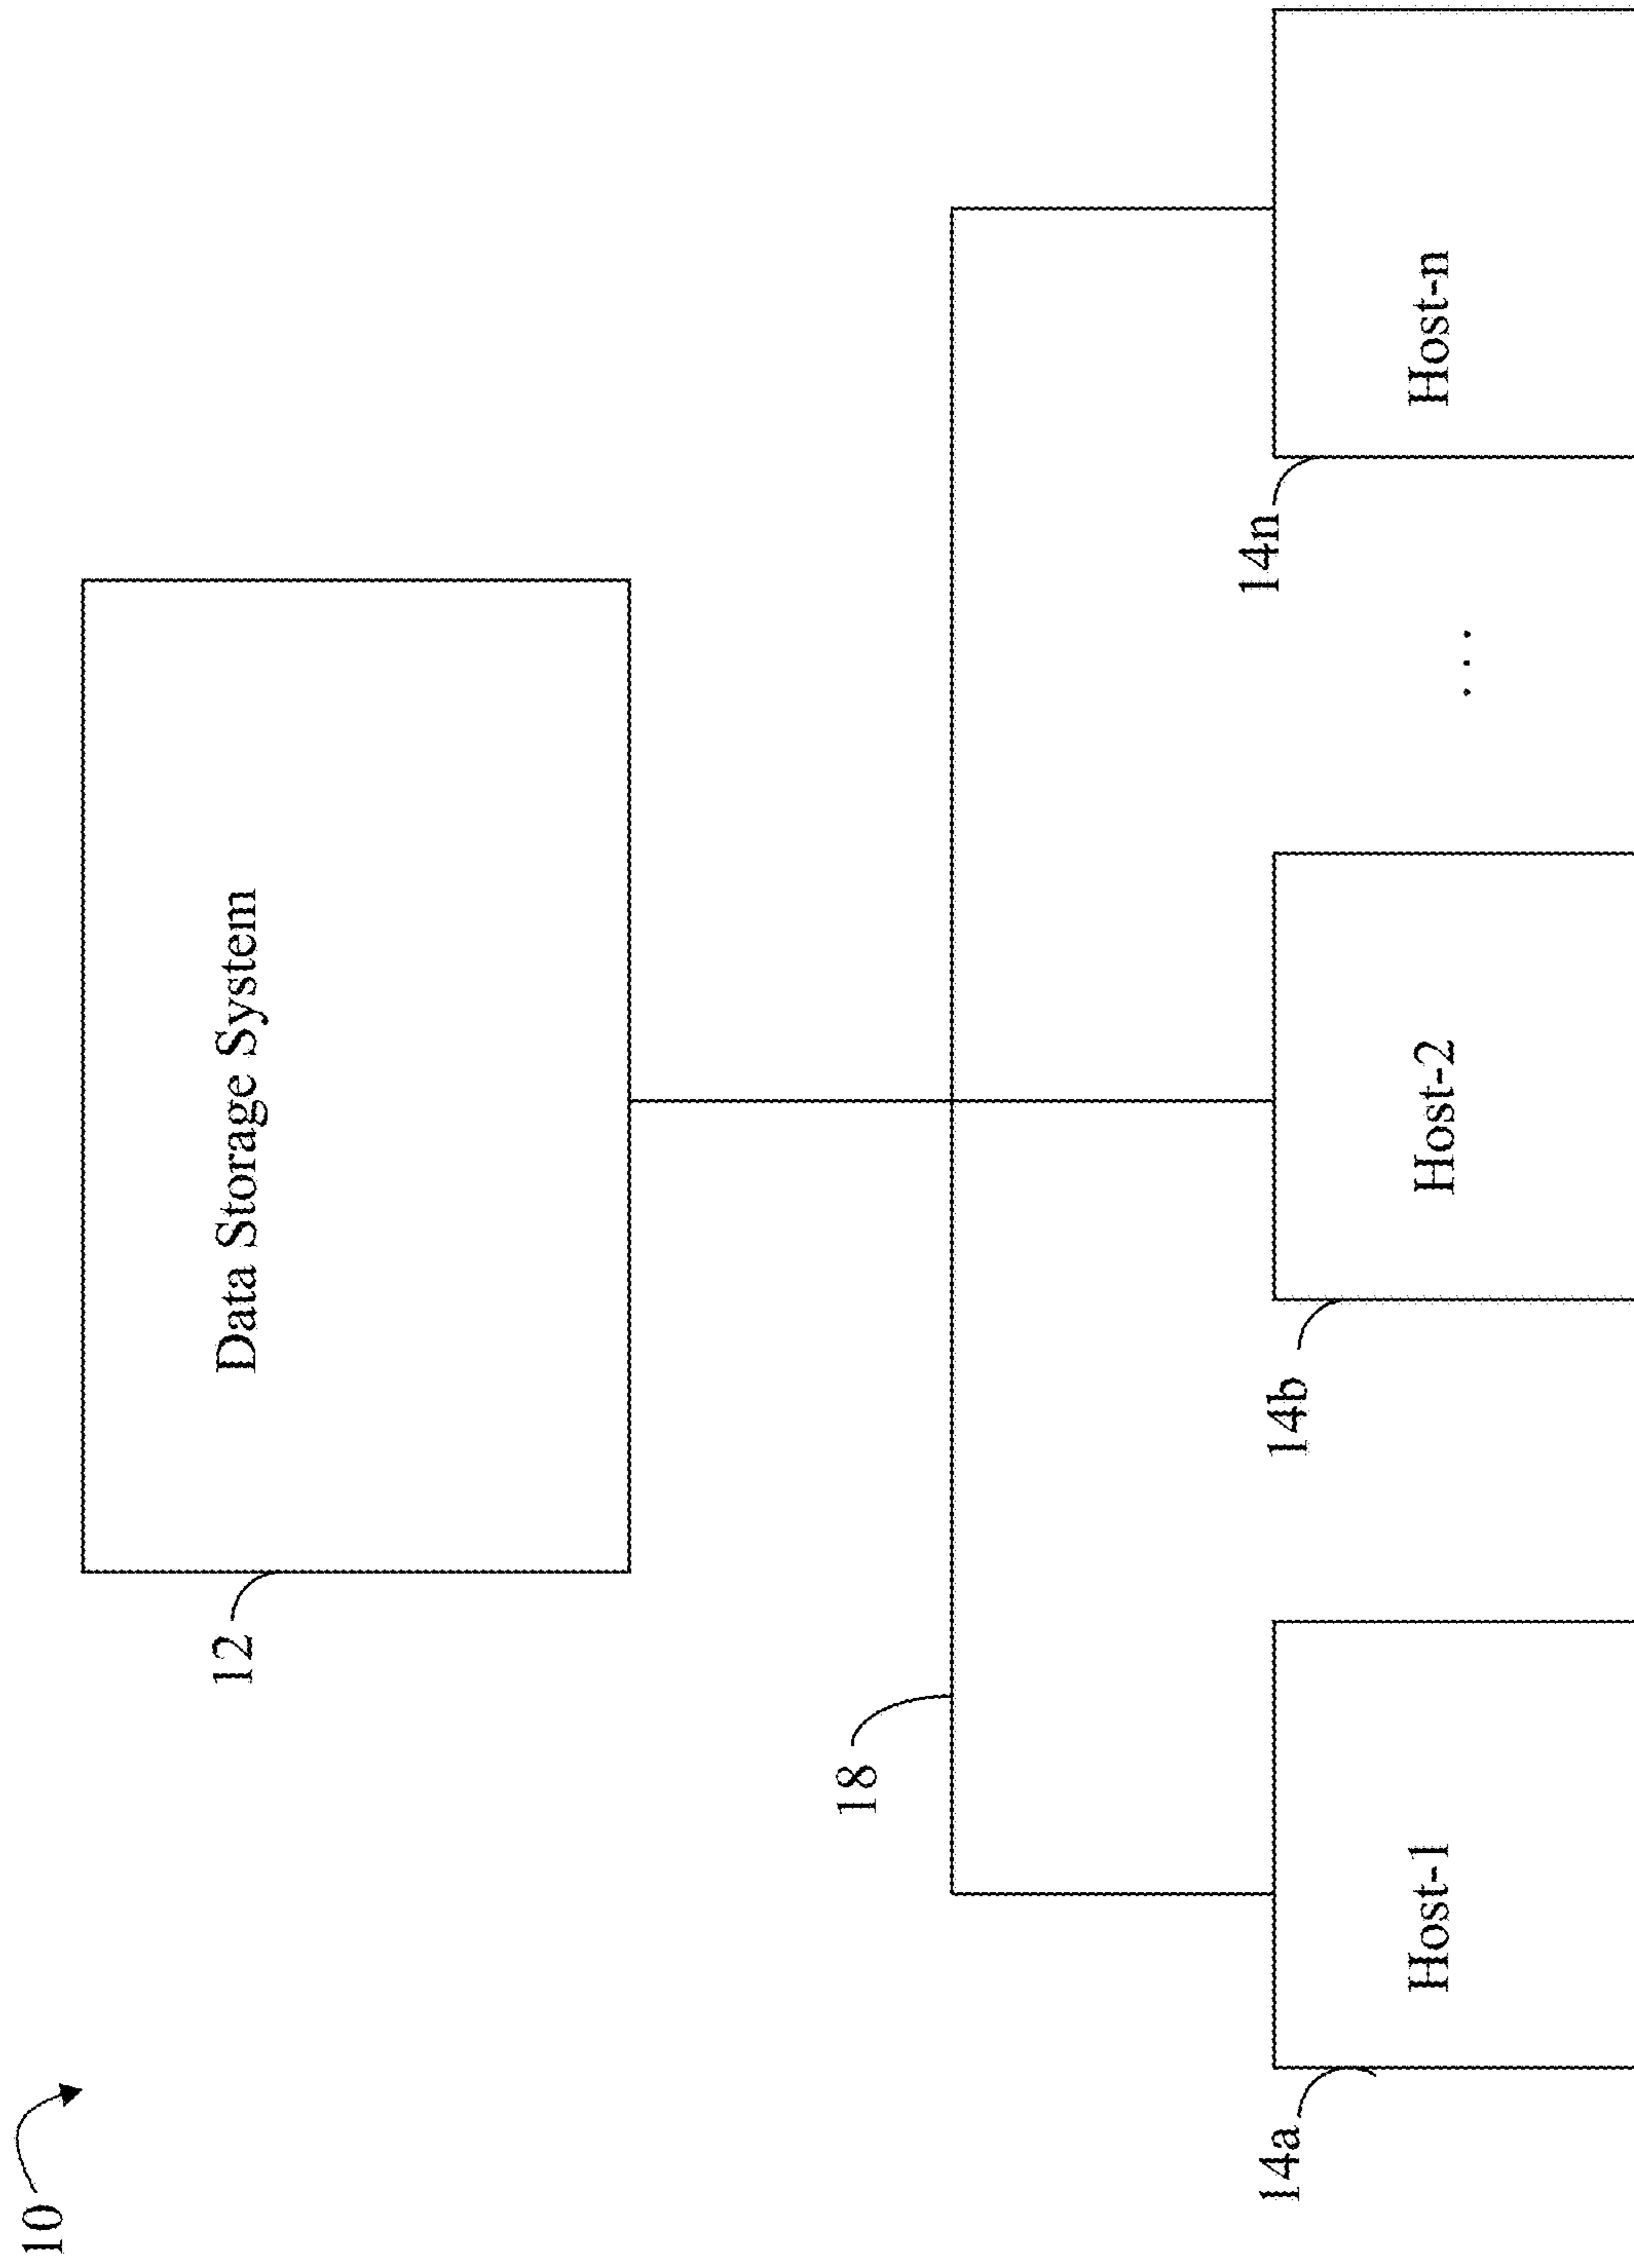 10
12
Data Storage System
18
14a
Host-1
14b
Host-2
. . .
14n
Host-n